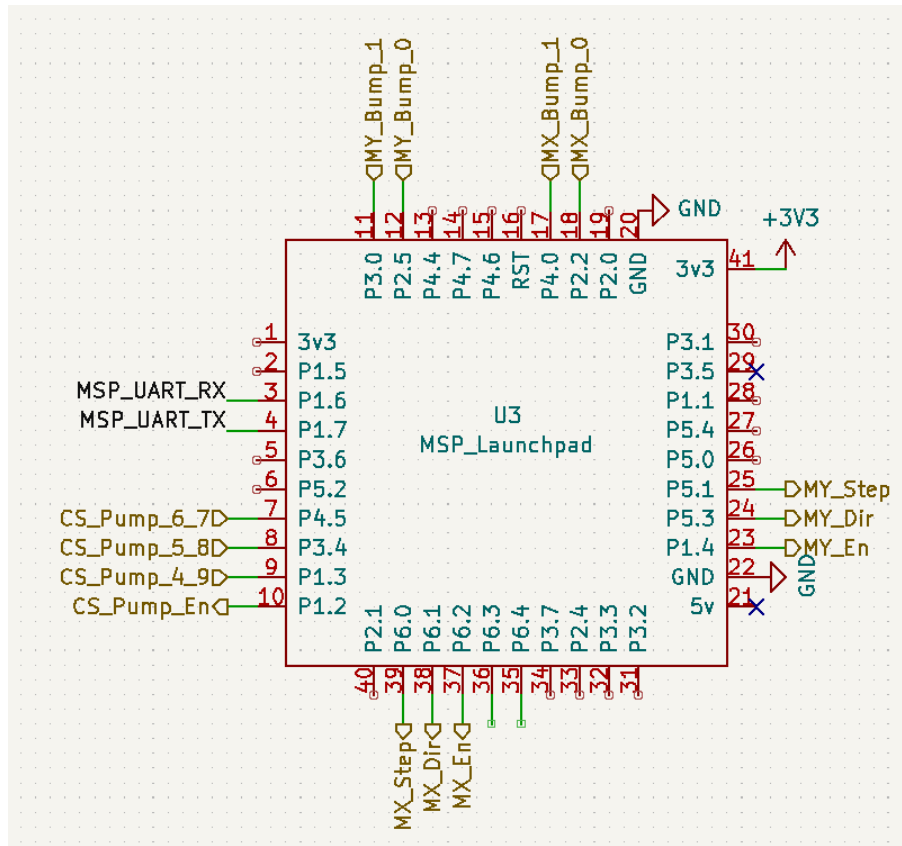 MY_Bump_1
MY_Bump_0
MX_Bump_1
MX_Bump_0
GND
+3V3
11
12
13
14
15
16
17
18
19
20
P3.0
P2.5
P4.4
P4.7
P4.6
RST
P4.0
P2.2
P2.0
GND
3v3
41
1
3v3
P3.1
30
2
P1.5
P3.5
29
MSP_UART_RX
3
P1.6
P1.1
28
MSP_UART_TX
4
P1.7
U3
MSP_Launchpad
P5.4
27
5
P3.6
P5.0
26
6
P5.2
P5.1
25
MY_Step
CS_Pump_6_7
7
P4.5
P5.3
24
MY_Dir
CS_Pump_5_8
8
P3.4
P1.4
23
MY_En
CS_Pump_4_9
9
P1.3
GND
22
GND
CS_Pump_En
10
P1.2
5v
21
P2.1
P6.0
P6.1
P6.2
P6.3
P6.4
P3.7
P2.4
P3.3
P3.2
40
39
38
37
36
35
34
33
32
31
MX_Step
MX_Dir
MX_En